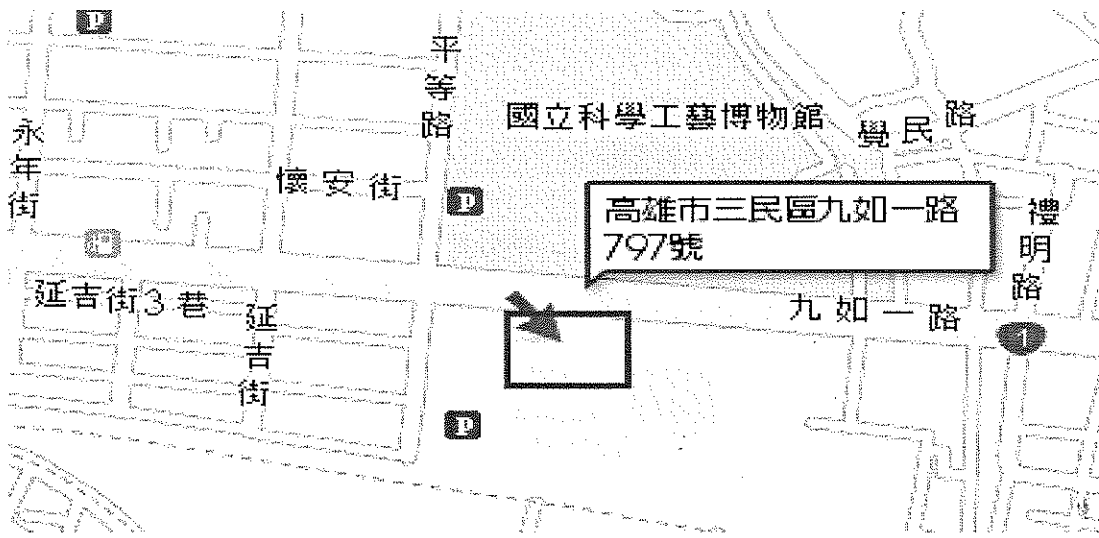 P
平等路
國立科學工藝博物館
覺民路
永年街
懷安街
P
高雄市三民區九如一路
797號
禮明路
延吉街3巷
延吉街
九如一路
1
P